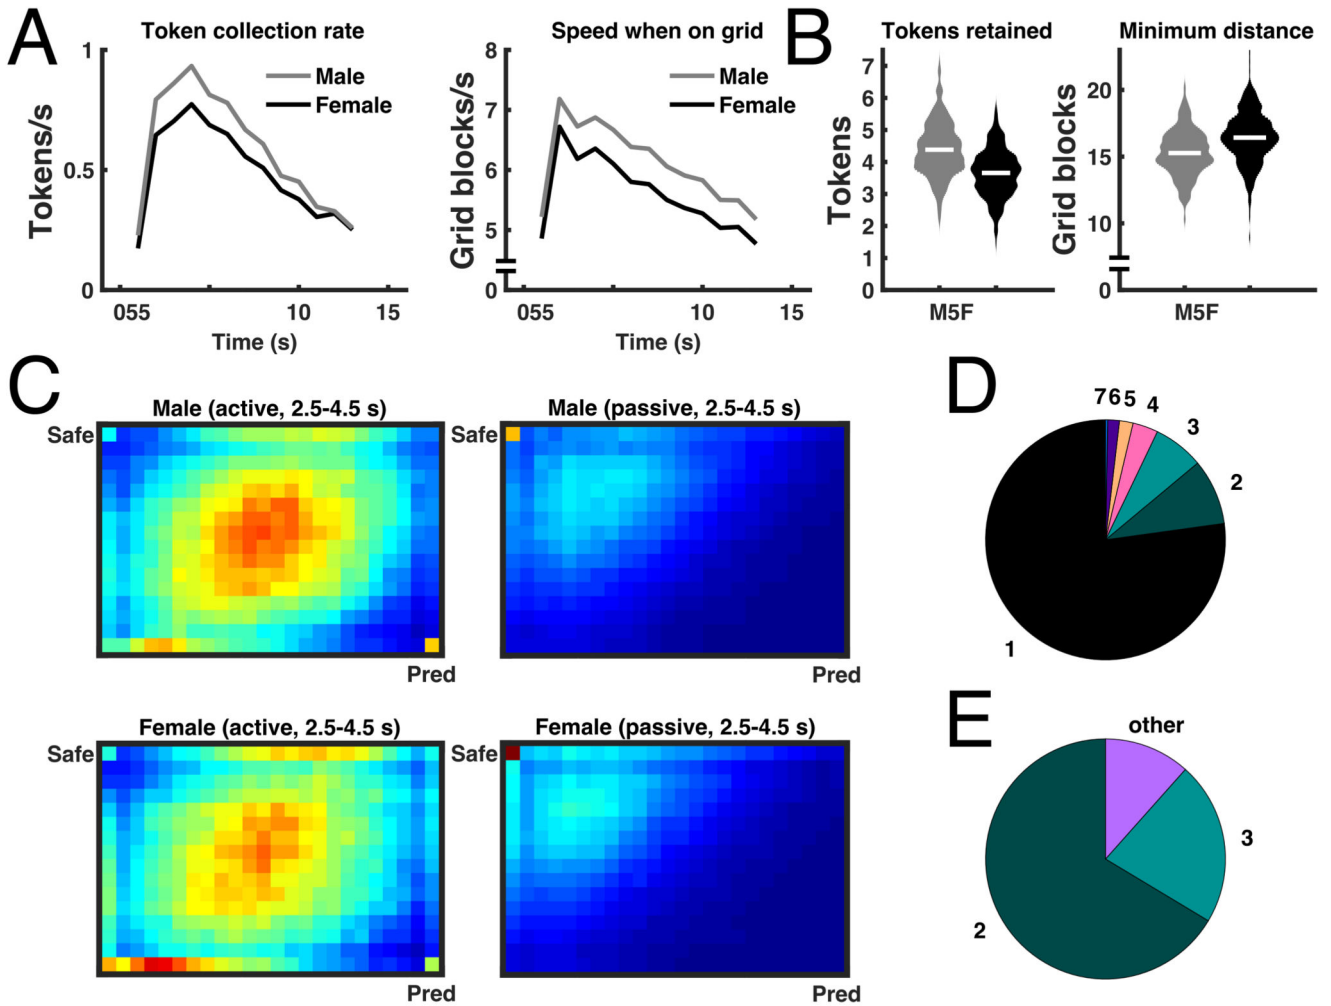 A
Token collection rate
Male
Female
Tokens/s
1
0.5
0
055 10 15
Time (s)
Speed when on grid
Male
Female
Grid blocks/s
8
7
6
5
0
055 10 15
Time (s)
B
Tokens retained
Tokens
7
6
5
4
3
2
1
0
M5F
Minimum distance
Grid blocks
20
15
10
0
M5F
C
Male (active, 2.5-4.5 s)
Safe
Pred
Male (passive, 2.5-4.5 s)
Safe
Pred
Female (active, 2.5-4.5 s)
Safe
Pred
Female (passive, 2.5-4.5 s)
Safe
Pred
D
7 6 5 4
3
2
1
E
other
3
2